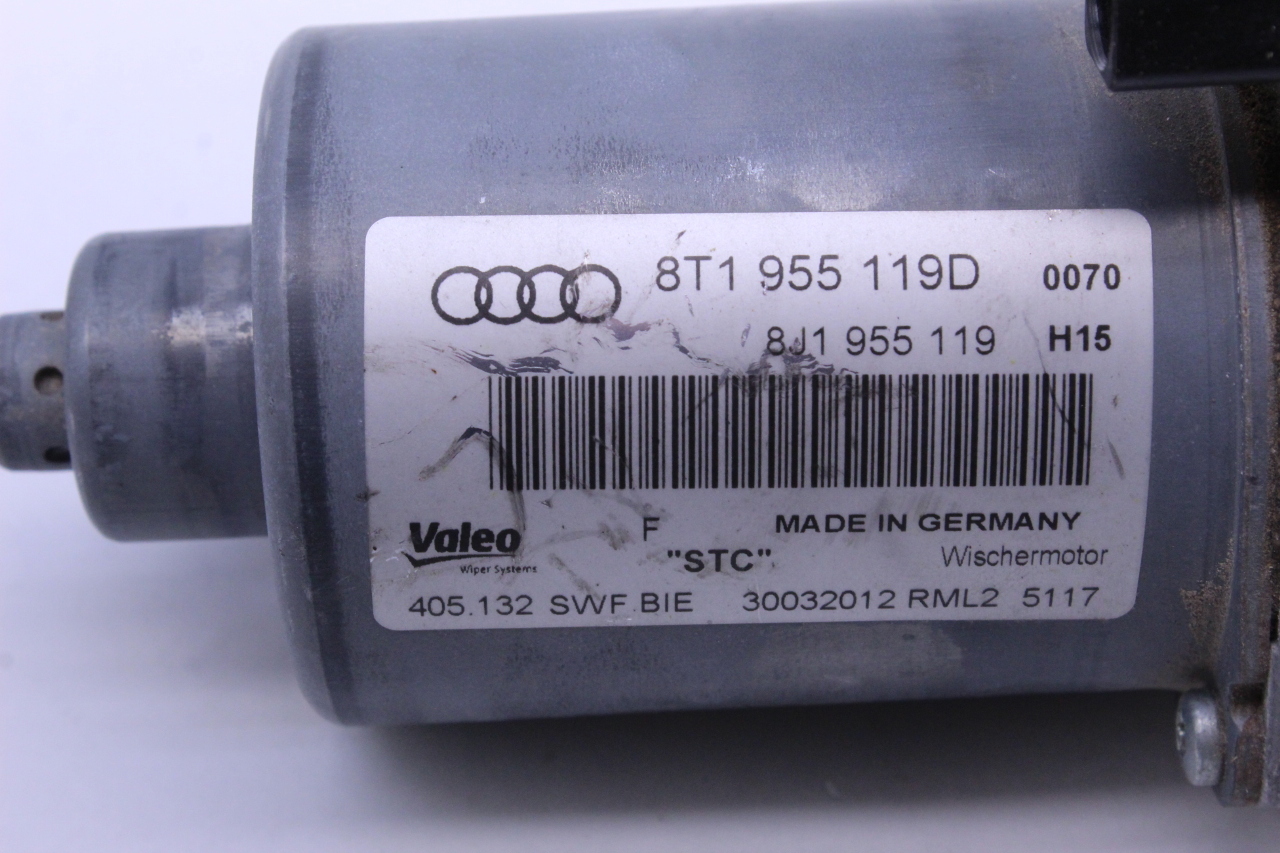 8T1 955 119D 0070
8J1 955 119 H15
Valeo F MADE IN GERMANY
Wiper Systems "STC" Wischermotor
405.132 SWF BIE 30032012 RML2 5117